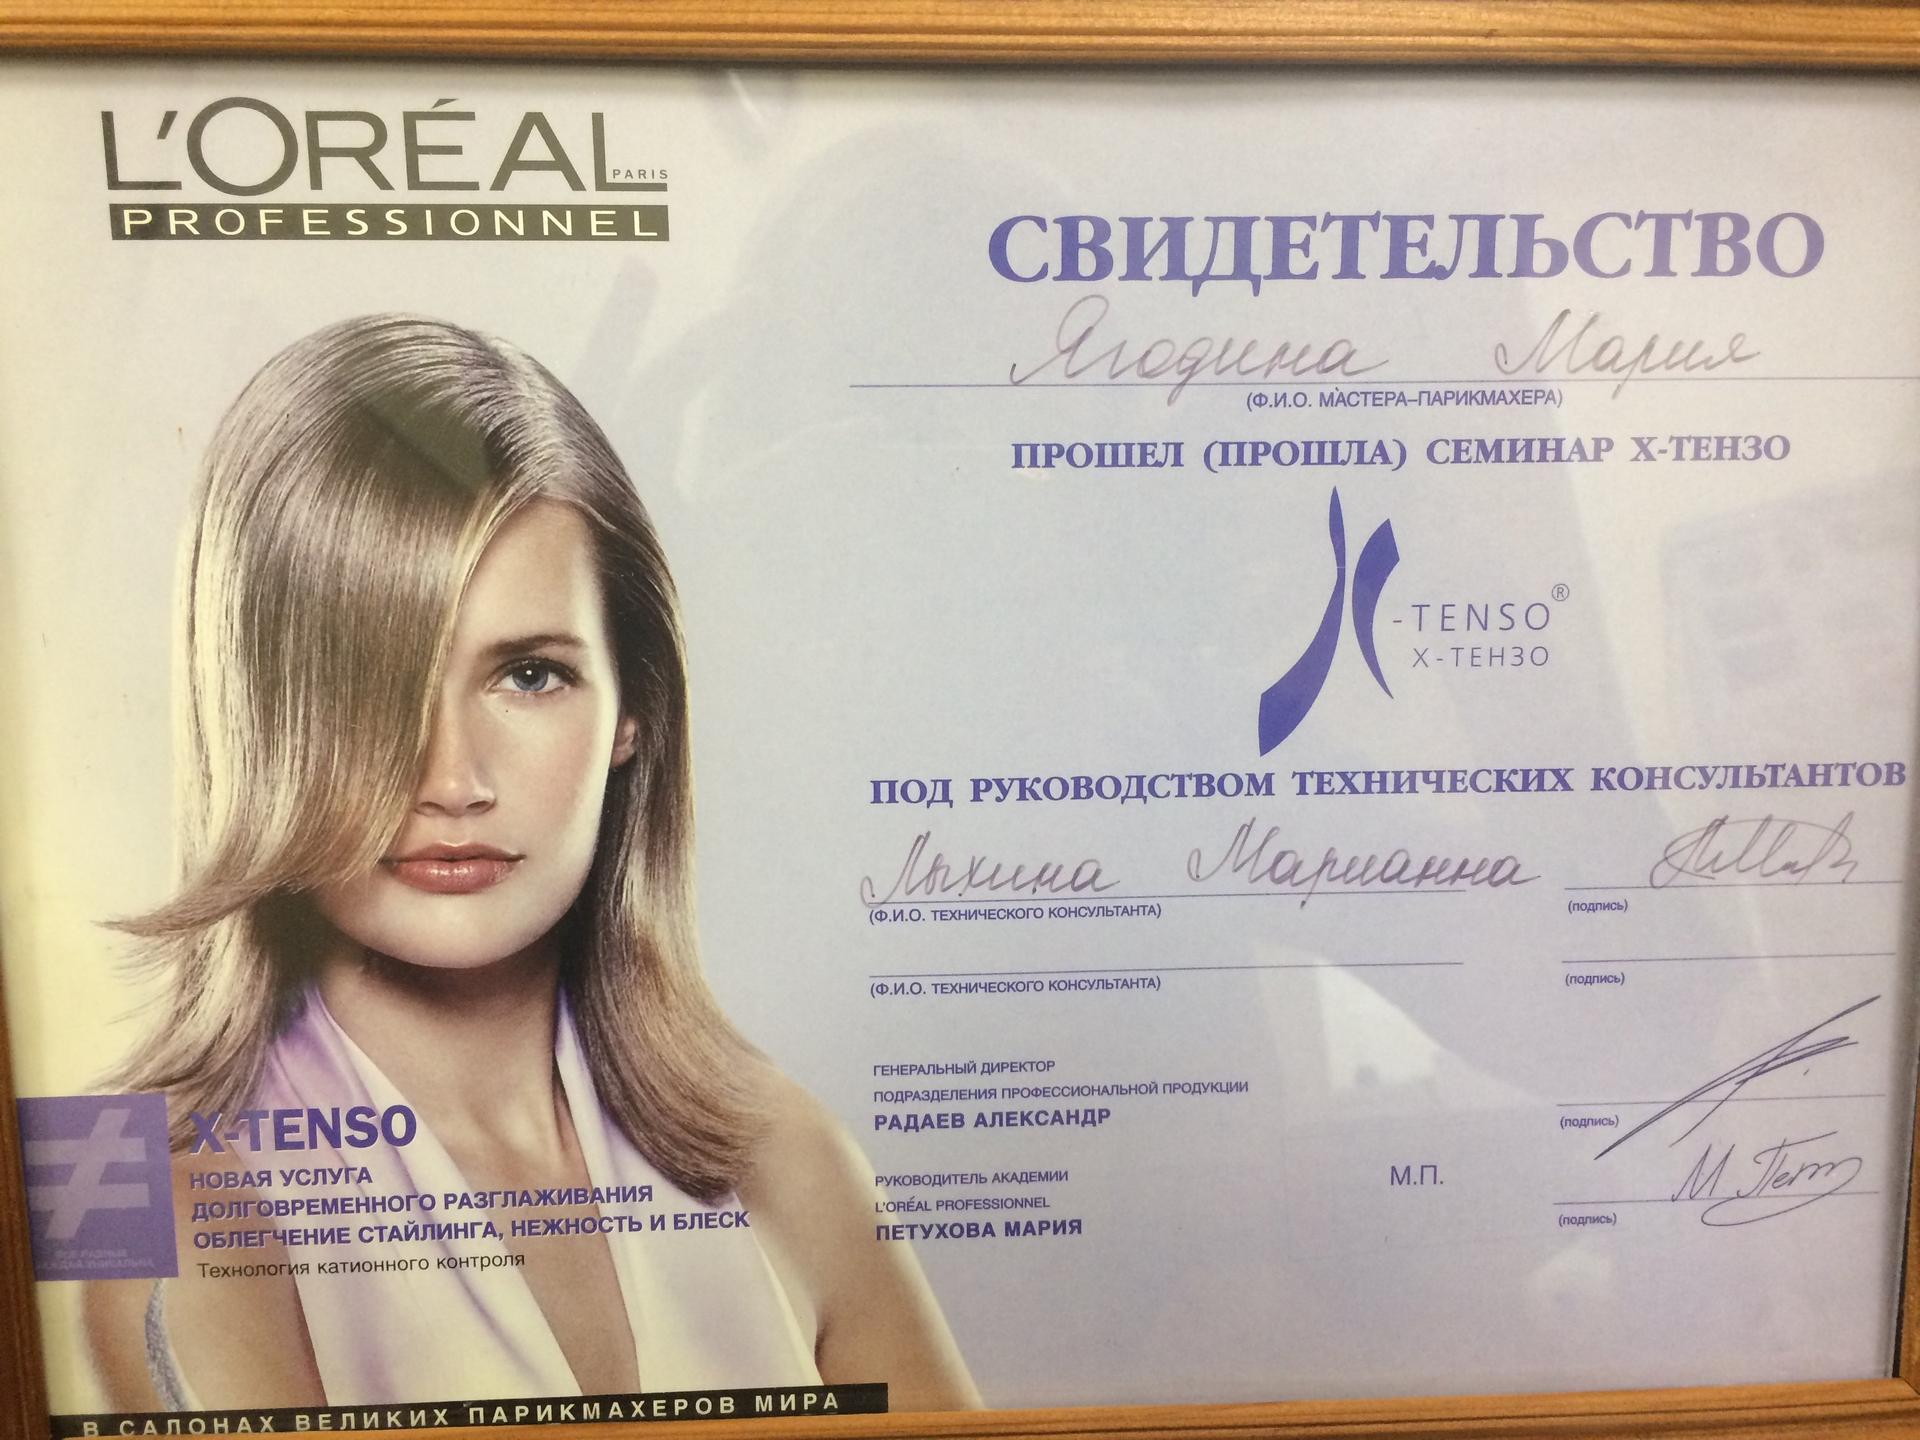 L'ORÉAL
PARIS
PROFESSIONNEL
СВИДЕТЕЛЬСТВО
Ягодина Мария
(Ф.И.О. МАСТЕРА–ПАРИКМАХЕРА)
ПРОШЕЛ (ПРОШЛА) СЕМИНАР Х-ТЕНЗО
X-TENSO®
Х-ТЕНЗО
ПОД РУКОВОДСТВОМ ТЕХНИЧЕСКИХ КОНСУЛЬТАНТОВ
Лыхина Марианна
(Ф.И.О. ТЕХНИЧЕСКОГО КОНСУЛЬТАНТА) (подпись)
(Ф.И.О. ТЕХНИЧЕСКОГО КОНСУЛЬТАНТА) (подпись)
ГЕНЕРАЛЬНЫЙ ДИРЕКТОР
ПОДРАЗДЕЛЕНИЯ ПРОФЕССИОНАЛЬНОЙ ПРОДУКЦИИ
РАДАЕВ АЛЕКСАНДР (подпись)
РУКОВОДИТЕЛЬ АКАДЕМИИ М.П.
L'ORÉAL PROFESSIONNEL
ПЕТУХОВА МАРИЯ (подпись)
X-TENSO
НОВАЯ УСЛУГА
ДОЛГОВРЕМЕННОГО РАЗГЛАЖИВАНИЯ
ОБЛЕГЧЕНИЕ СТАЙЛИНГА, НЕЖНОСТЬ И БЛЕСК
Технология катионного контроля
В САЛОНАХ ВЕЛИКИХ ПАРИКМАХЕРОВ МИРА